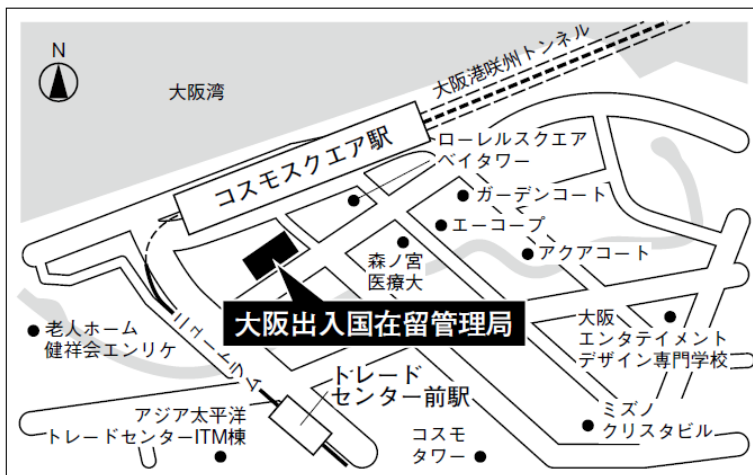 N
大阪湾
大阪港咲州トンネル
コスモスクエア駅
ローレルスクエア
ベイタワー
ガーデンコート
エーコープ
森ノ宮
医療大
アクアコート
大阪出入国在留管理局
老人ホーム
健祥会エンリケ
ニュートラム
大阪
エンタテイメント
デザイン専門学校
トレード
センター前駅
アジア太平洋
トレードセンターITM棟
コスモ
タワー
ミズノ
クリスタビル